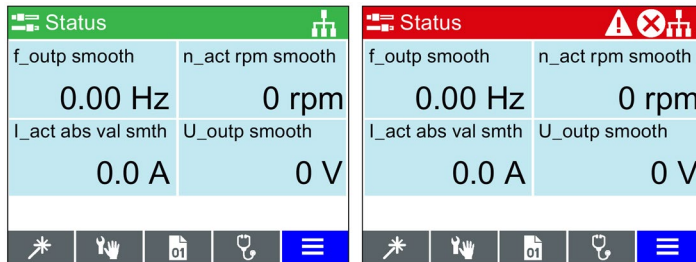 Status
f_outp smooth n_act rpm smooth
0.00 Hz 0 rpm
I_act abs val smth U_outp smooth
0.0 A 0 V
01
Status
f_outp smooth n_act rpm smooth
0.00 Hz 0 rpm
I_act abs val smth U_outp smooth
0.0 A 0 V
01